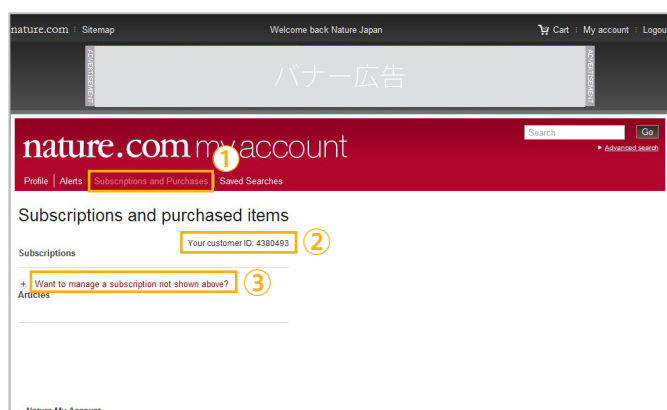 nature.com Sitemap Welcome back Nature Japan Cart My account Logou
ADVERTISEMENT バナー広告 ADVERTISEMENT
nature.com my account
Search Go
Advanced search
①
Profile Alerts Subscriptions and Purchases Saved Searches
Subscriptions and purchased items
Your customer ID: 4380493 ②
Subscriptions
+ Want to manage a subscription not shown above? ③
Articles
Nature My Account